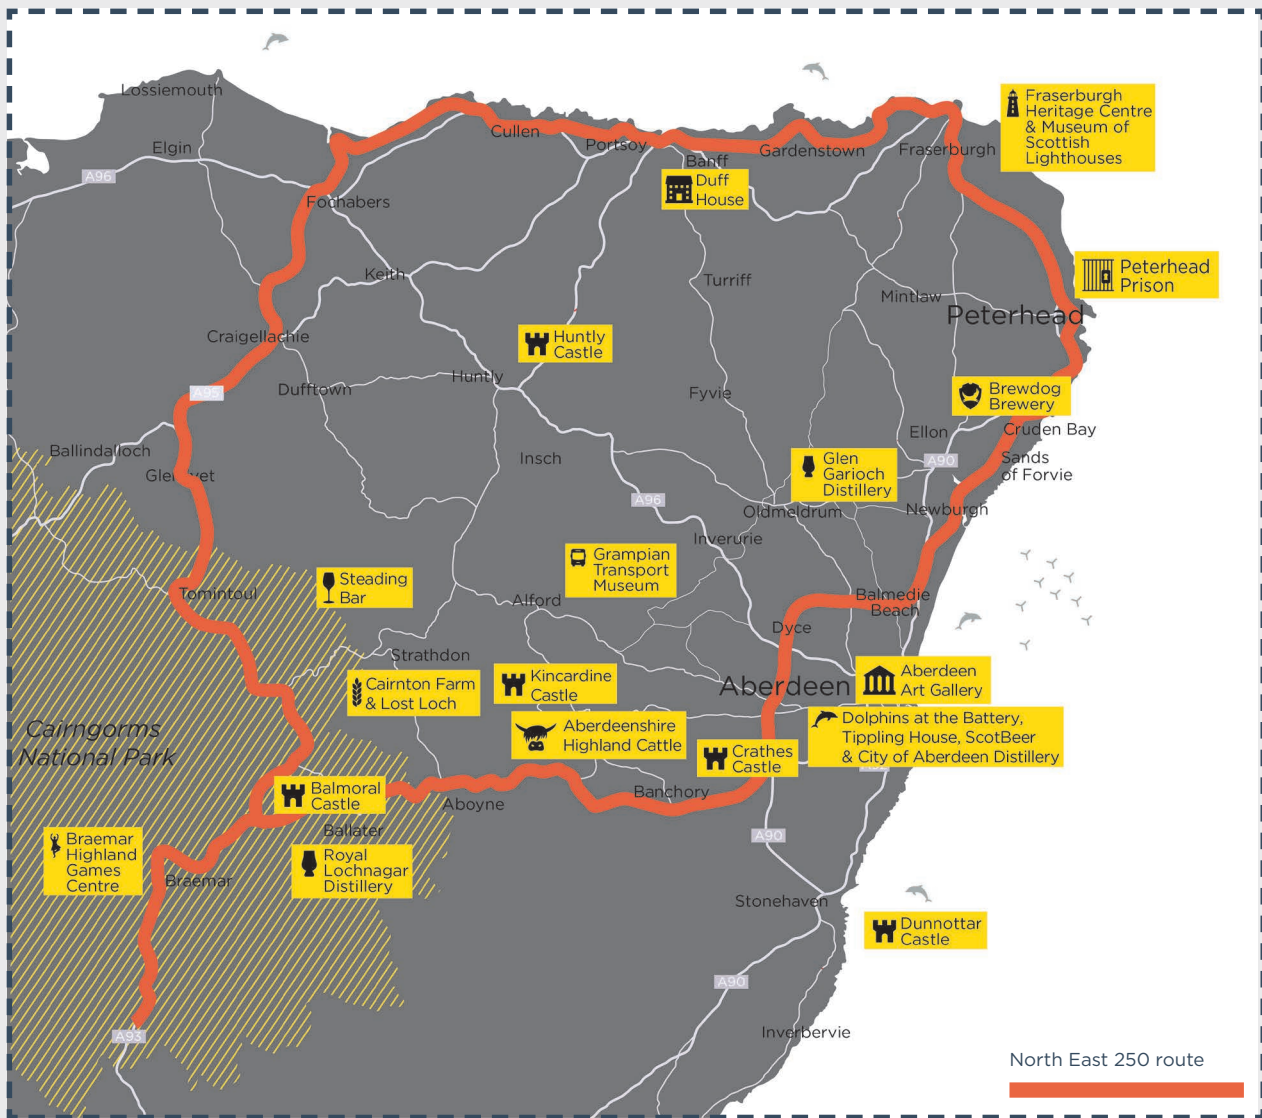 Lossiemouth
Elgin
A96
Fochabers
Cullen
Portsoy
Banff
Gardenstown
Fraserburgh
Fraserburgh
Heritage Centre
& Museum of
Scottish
Lighthouses
Duff
House
Keith
Turriff
Mintlaw
Peterhead
Prison
Peterhead
Craigellachie
Huntly
Castle
A95
Dufftown
Huntly
Fyvie
Brewdog
Brewery
Cruden Bay
Ellon
Ballindalloch
Insch
Glen
Garioch
Distillery
A90
Sands
of Forvie
A96
Oldmeldrum
Newburgh
Inverurie
Grampian
Transport
Museum
Steading
Bar
Tomintoul
Alford
Balmedie
Beach
Dyce
Strathdon
Cairnton Farm
& Lost Loch
Kincardine
Castle
Aberdeen
Aberdeen
Art Gallery
Cairngorms
National Park
Aberdeenshire
Highland Cattle
Dolphins at the Battery,
Tippling House, ScotBeer
& City of Aberdeen Distillery
Crathes
Castle
Balmoral
Castle
Aboyne
Banchory
Ballater
A90
Braemar
Highland
Games
Centre
Braemar
Royal
Lochnagar
Distillery
Stonehaven
Dunnottar
Castle
A90
A93
Inverbervie
North East 250 route